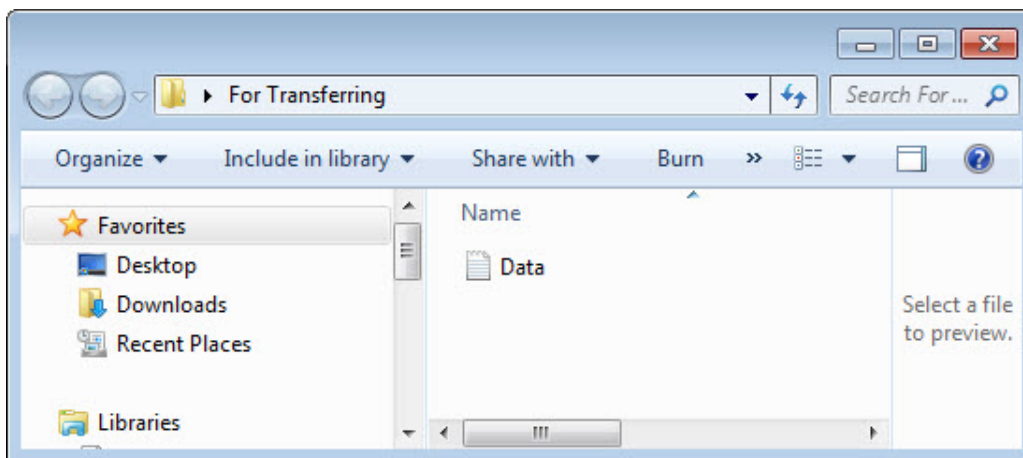 For Transferring
Search For ...
Organize Include in library Share with Burn »
Favorites
Desktop
Downloads
Recent Places
Libraries
Name
Data
Select a file
to preview.